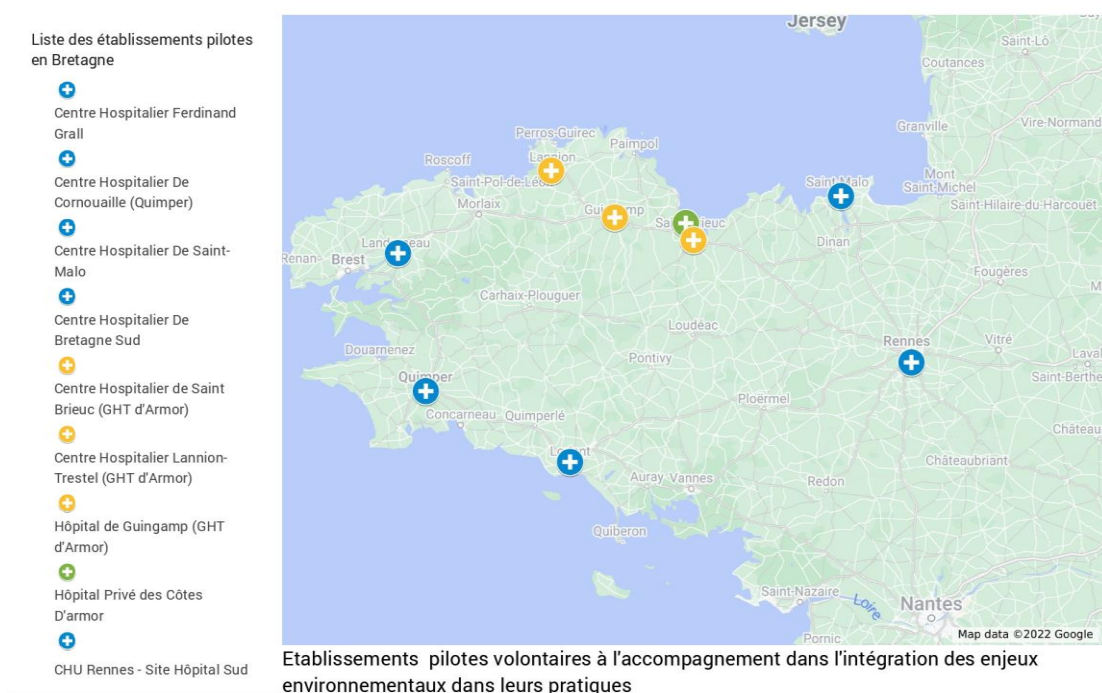 Liste des établissements pilotes
en Bretagne
Centre Hospitalier Ferdinand
Grall
Centre Hospitalier De
Cornouaille (Quimper)
Centre Hospitalier De Saint-
Malo
Centre Hospitalier De
Bretagne Sud
Centre Hospitalier de Saint
Brieuc (GHT d'Armor)
Centre Hospitalier Lannion-
Trestel (GHT d'Armor)
Hôpital de Guingamp (GHT
d'Armor)
Hôpital Privé des Côtes
D'armor
CHU Rennes - Site Hôpital Sud
Jersey
Saint-Lô
Coutances
Granville
Vire-Normand
Perros-Guirec
Paimpol
Roscoff
Lannion
Saint-Pol-de-Léon
Morlaix
Saint-Malo
Mont
Saint-Michel
Saint-Hilaire-du-Harcouët
Dinan
Brest
Fougères
Carhaix-Plouguer
Loudéac
Rennes
Vitré
Laval
Saint-Berthe
Douarnenez
Pontivy
Quimper
Ploërmel
Concarneau
Quimperlé
Château
Châteaubriant
Auray
Vannes
Redon
Quiberon
Saint-Nazaire
Loire
Nantes
Pornic
Map data ©2022 Google
Etablissements pilotes volontaires à l'accompagnement dans l'intégration des enjeux
environnementaux dans leurs pratiques